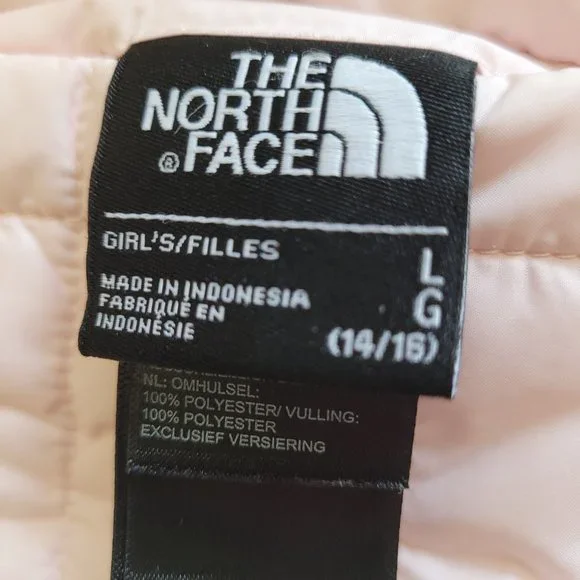 THE
NORTH
® FACE
GIRL'S/FILLES
L
G
(14/16)
MADE IN INDONESIA
FABRIQUÉ EN
INDONÉSIE
NL: OMHULSEL:
100% POLYESTER/ VULLING:
100% POLYESTER
EXCLUSIEF VERSIERING